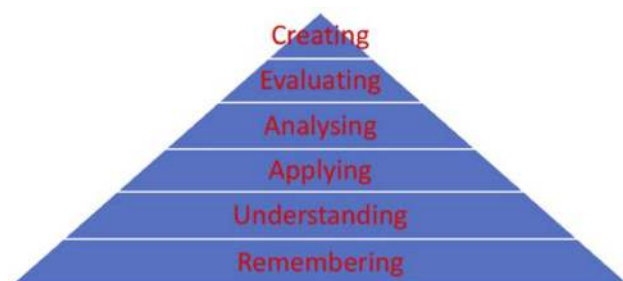 Creating
Evaluating
Analysing
Applying
Understanding
Remembering